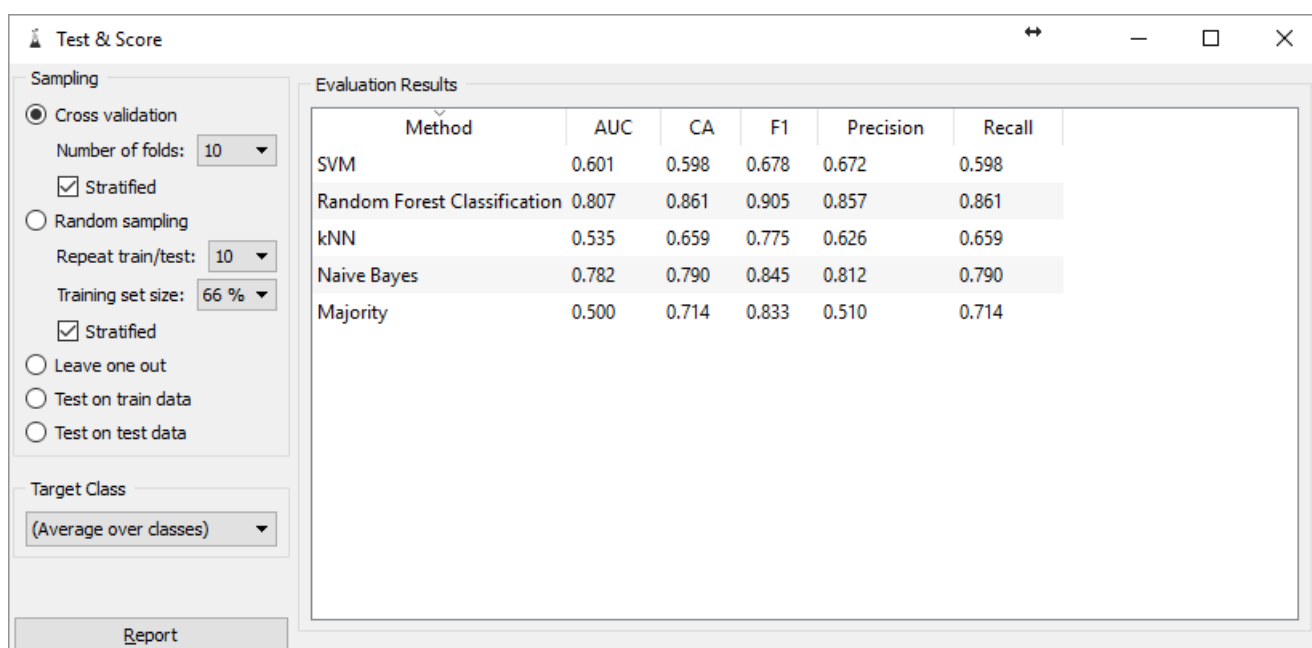 Test & Score
Sampling
Cross validation
Number of folds: 10
Stratified
Random sampling
Repeat train/test: 10
Training set size: 66 %
Stratified
Leave one out
Test on train data
Test on test data
Target Class
(Average over classes)
Report
Evaluation Results
Method AUC CA F1 Precision Recall
SVM 0.601 0.598 0.678 0.672 0.598
Random Forest Classification 0.807 0.861 0.905 0.857 0.861
kNN 0.535 0.659 0.775 0.626 0.659
Naive Bayes 0.782 0.790 0.845 0.812 0.790
Majority 0.500 0.714 0.833 0.510 0.714